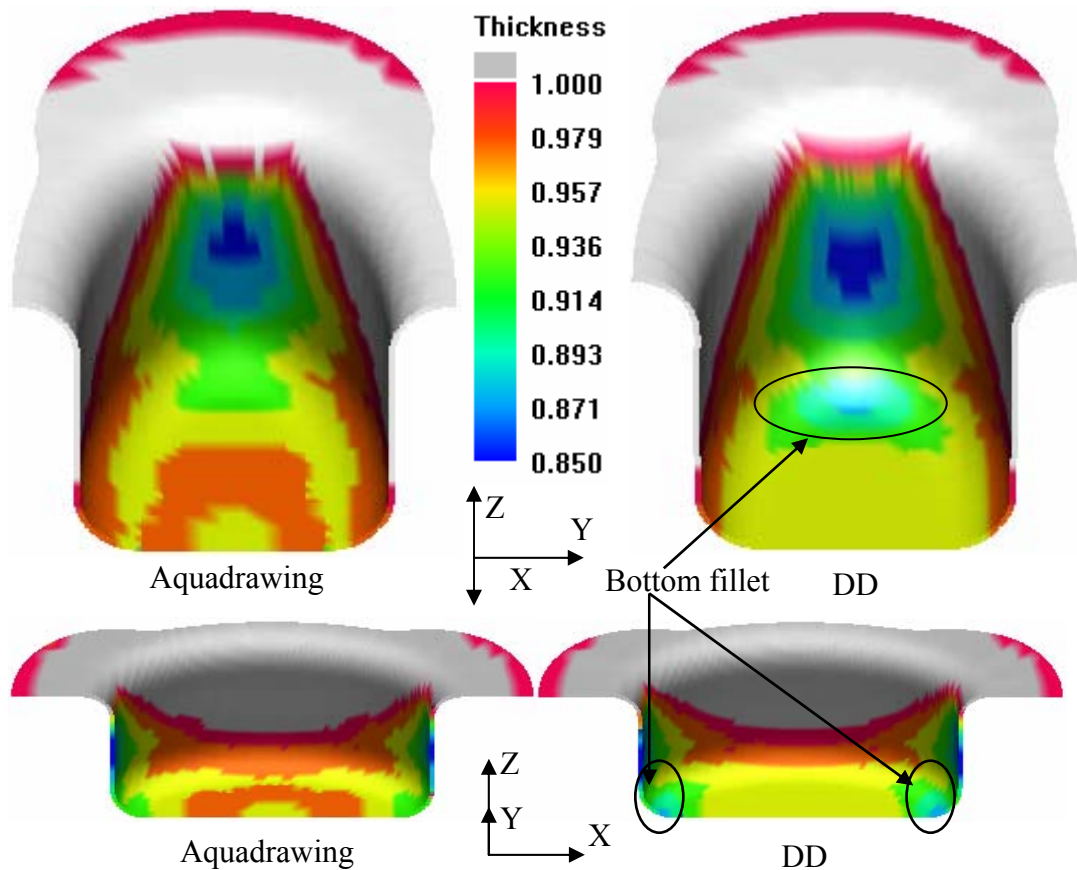 Thickness
1.000
0.979
0.957
0.936
0.914
0.893
0.871
0.850
Z
Y
X
Aquadrawing
Bottom fillet
DD
Z
Y
X
Aquadrawing
DD